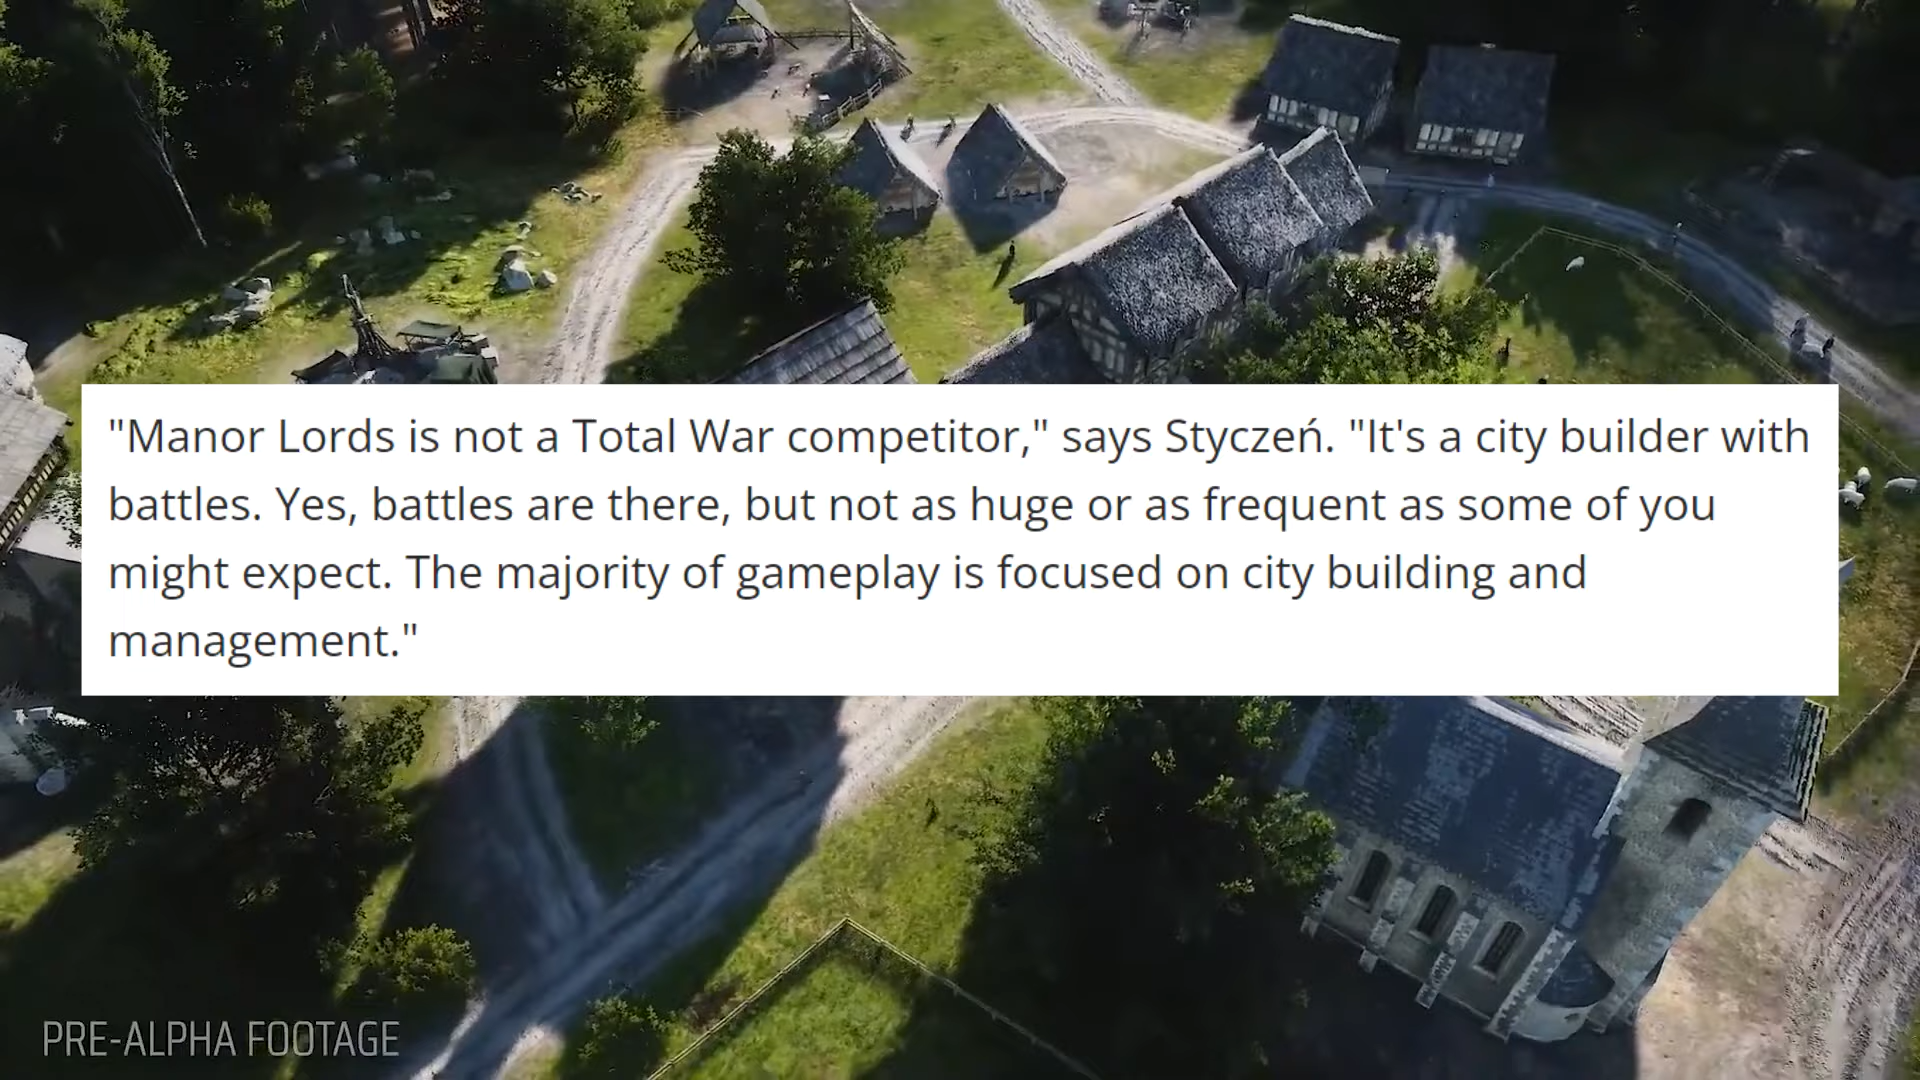 "Manor Lords is not a Total War competitor," says Styczeń. "It's a city builder with
battles. Yes, battles are there, but not as huge or as frequent as some of you
might expect. The majority of gameplay is focused on city building and
management."
PRE-ALPHA FOOTAGE